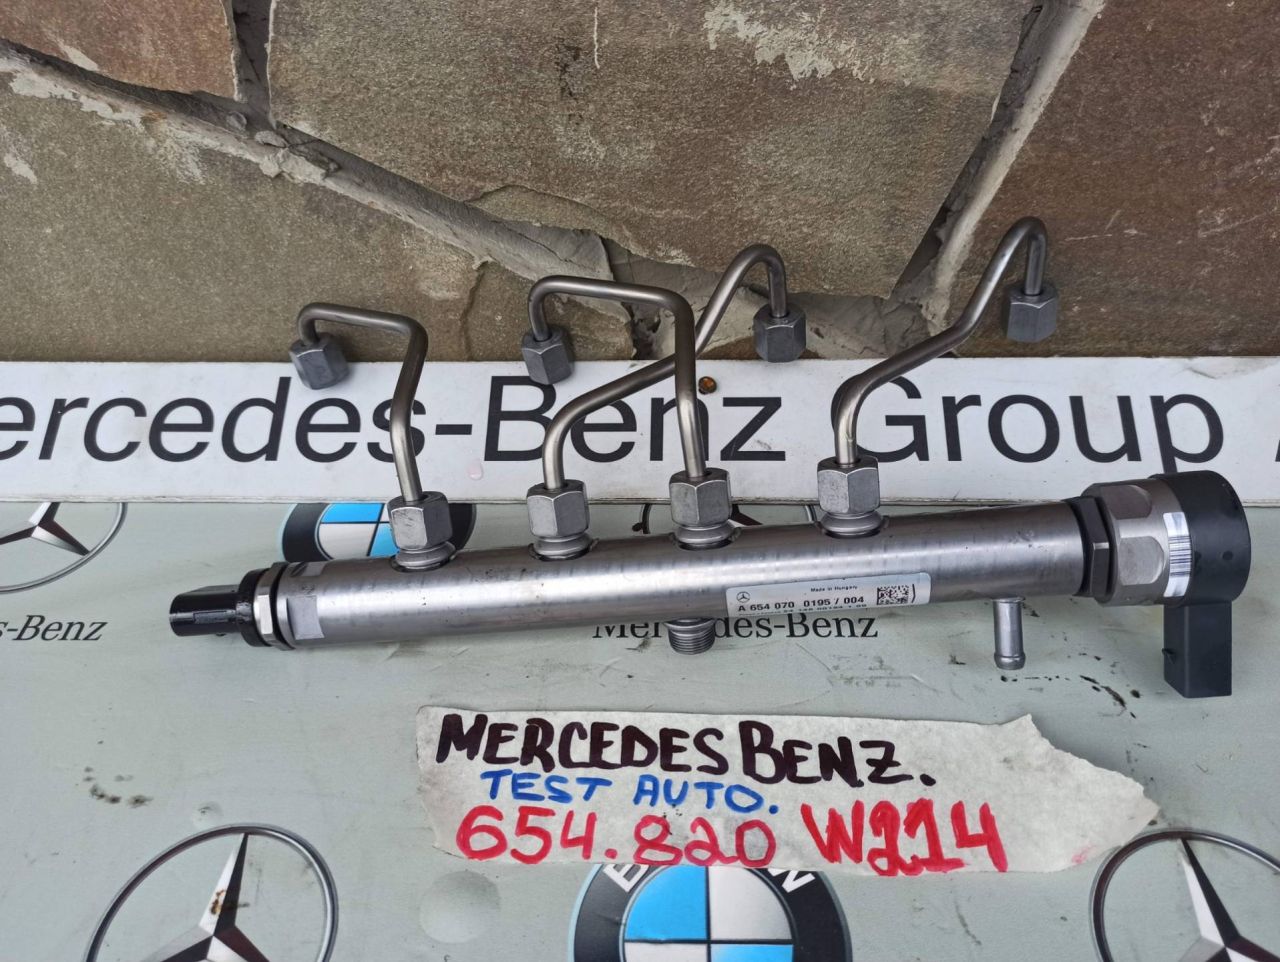 ercedes-Benz Group
Made in Hungary
A 654 070 0195 / 004
s-Benz
Mercedes-Benz
MERCEDES BENZ.
TEST AUTO.
654.820 W214